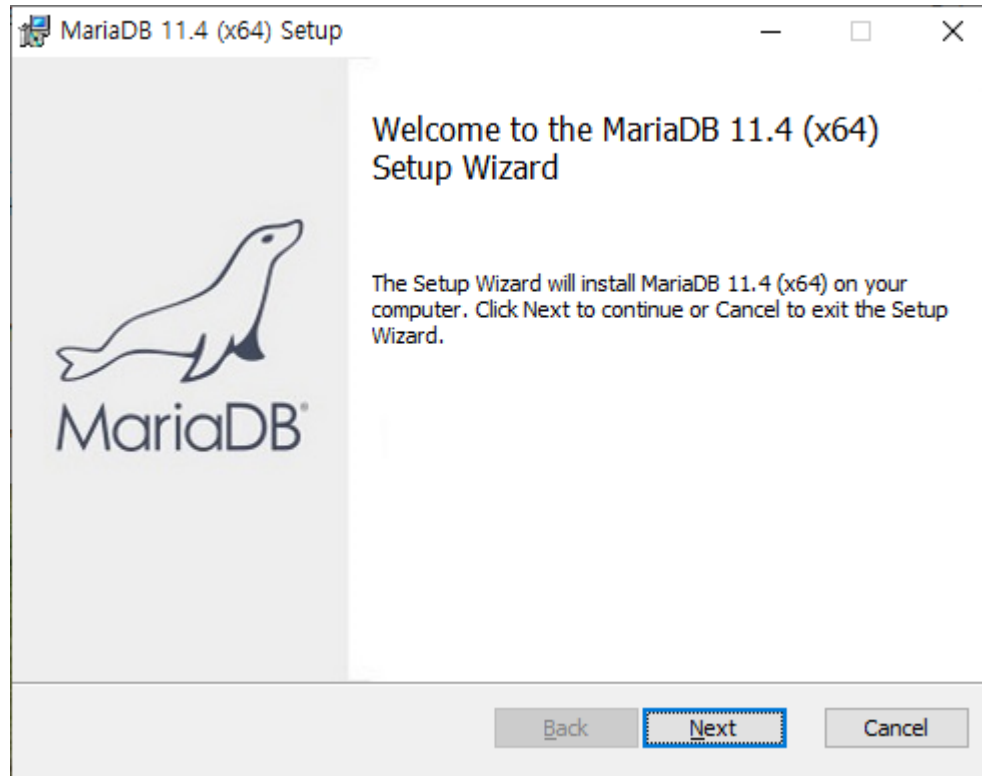 MariaDB 11.4 (x64) Setup
Welcome to the MariaDB 11.4 (x64)
Setup Wizard
The Setup Wizard will install MariaDB 11.4 (x64) on your
computer. Click Next to continue or Cancel to exit the Setup
Wizard.
MariaDB®
Back
Next
Cancel